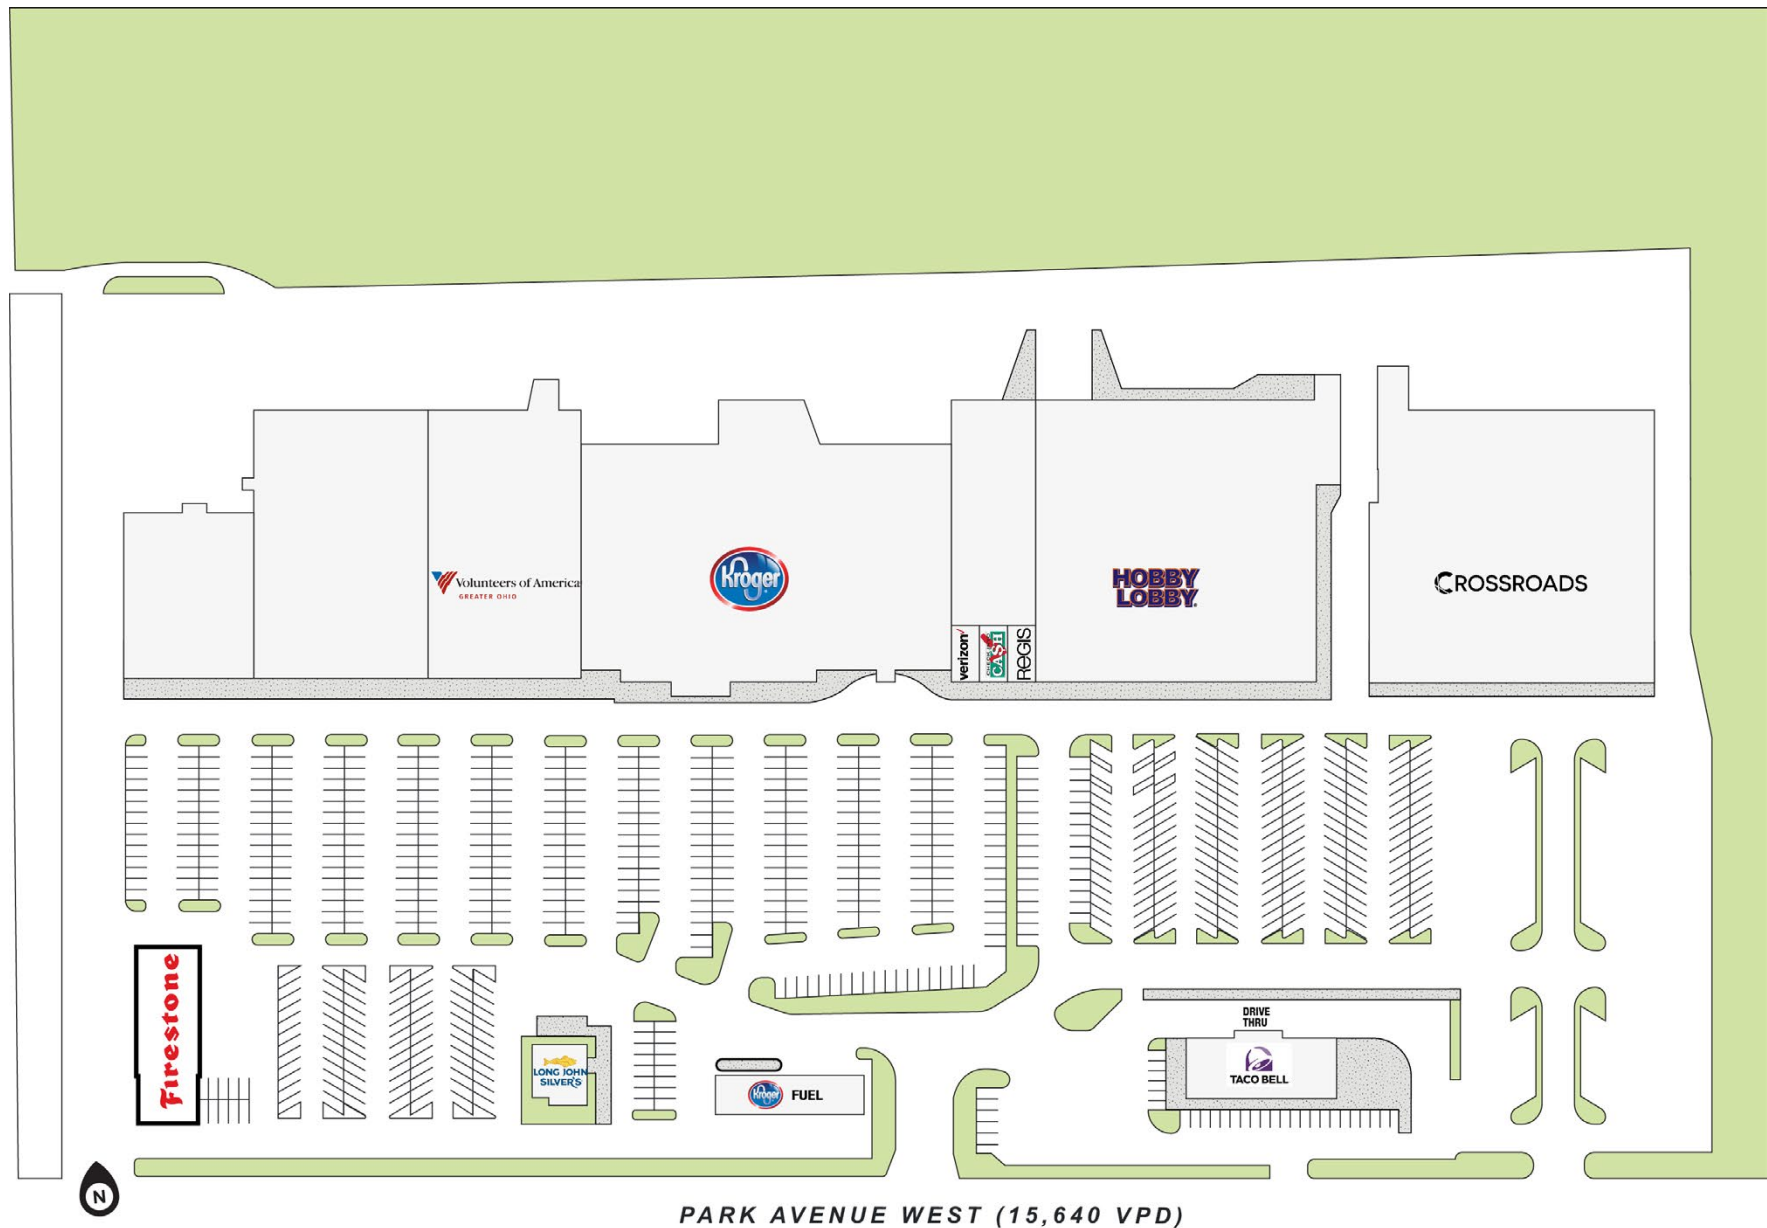 Volunteers of America
GREATER OHIO
Kroger
verizon
CHECK N
CASH
REGIS
HOBBY
LOBBY
CROSSROADS
Firestone
LONG JOHN
SILVER'S
Kroger
FUEL
DRIVE
THRU
TACO BELL
N
PARK AVENUE WEST (15,640 VPD)